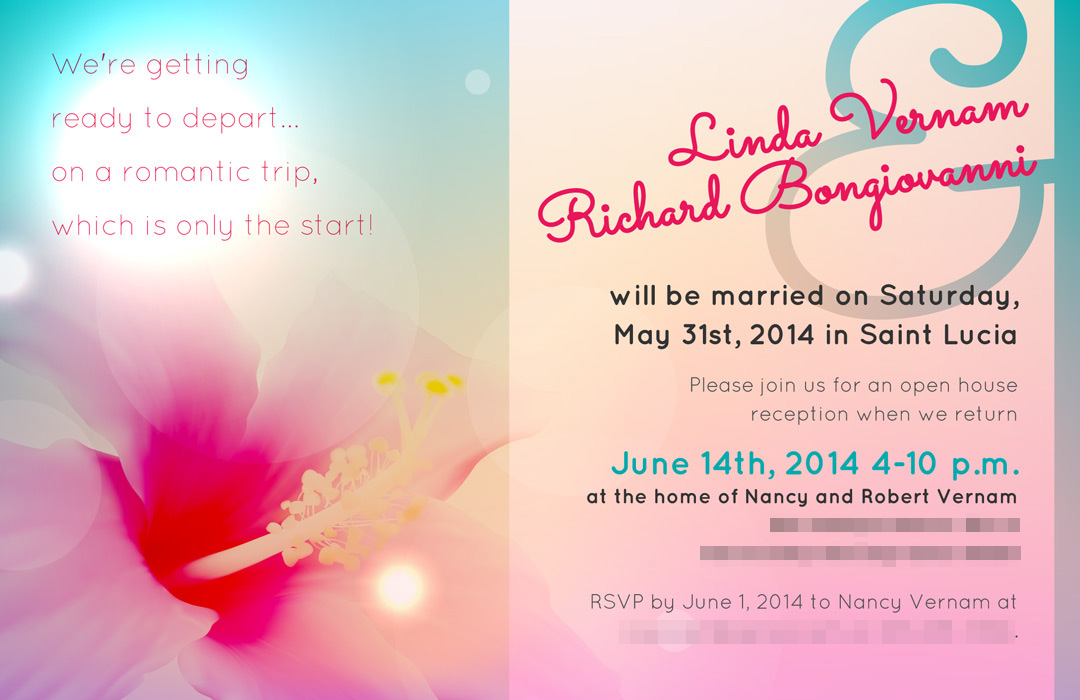 We're getting
ready to depart...
on a romantic trip,
which is only the start!
&
Linda Vernam
Richard Bongiovanni
will be married on Saturday,
May 31st, 2014 in Saint Lucia
Please join us for an open house
reception when we return
June 14th, 2014 4-10 p.m.
at the home of Nancy and Robert Vernam
RSVP by June 1, 2014 to Nancy Vernam at
.